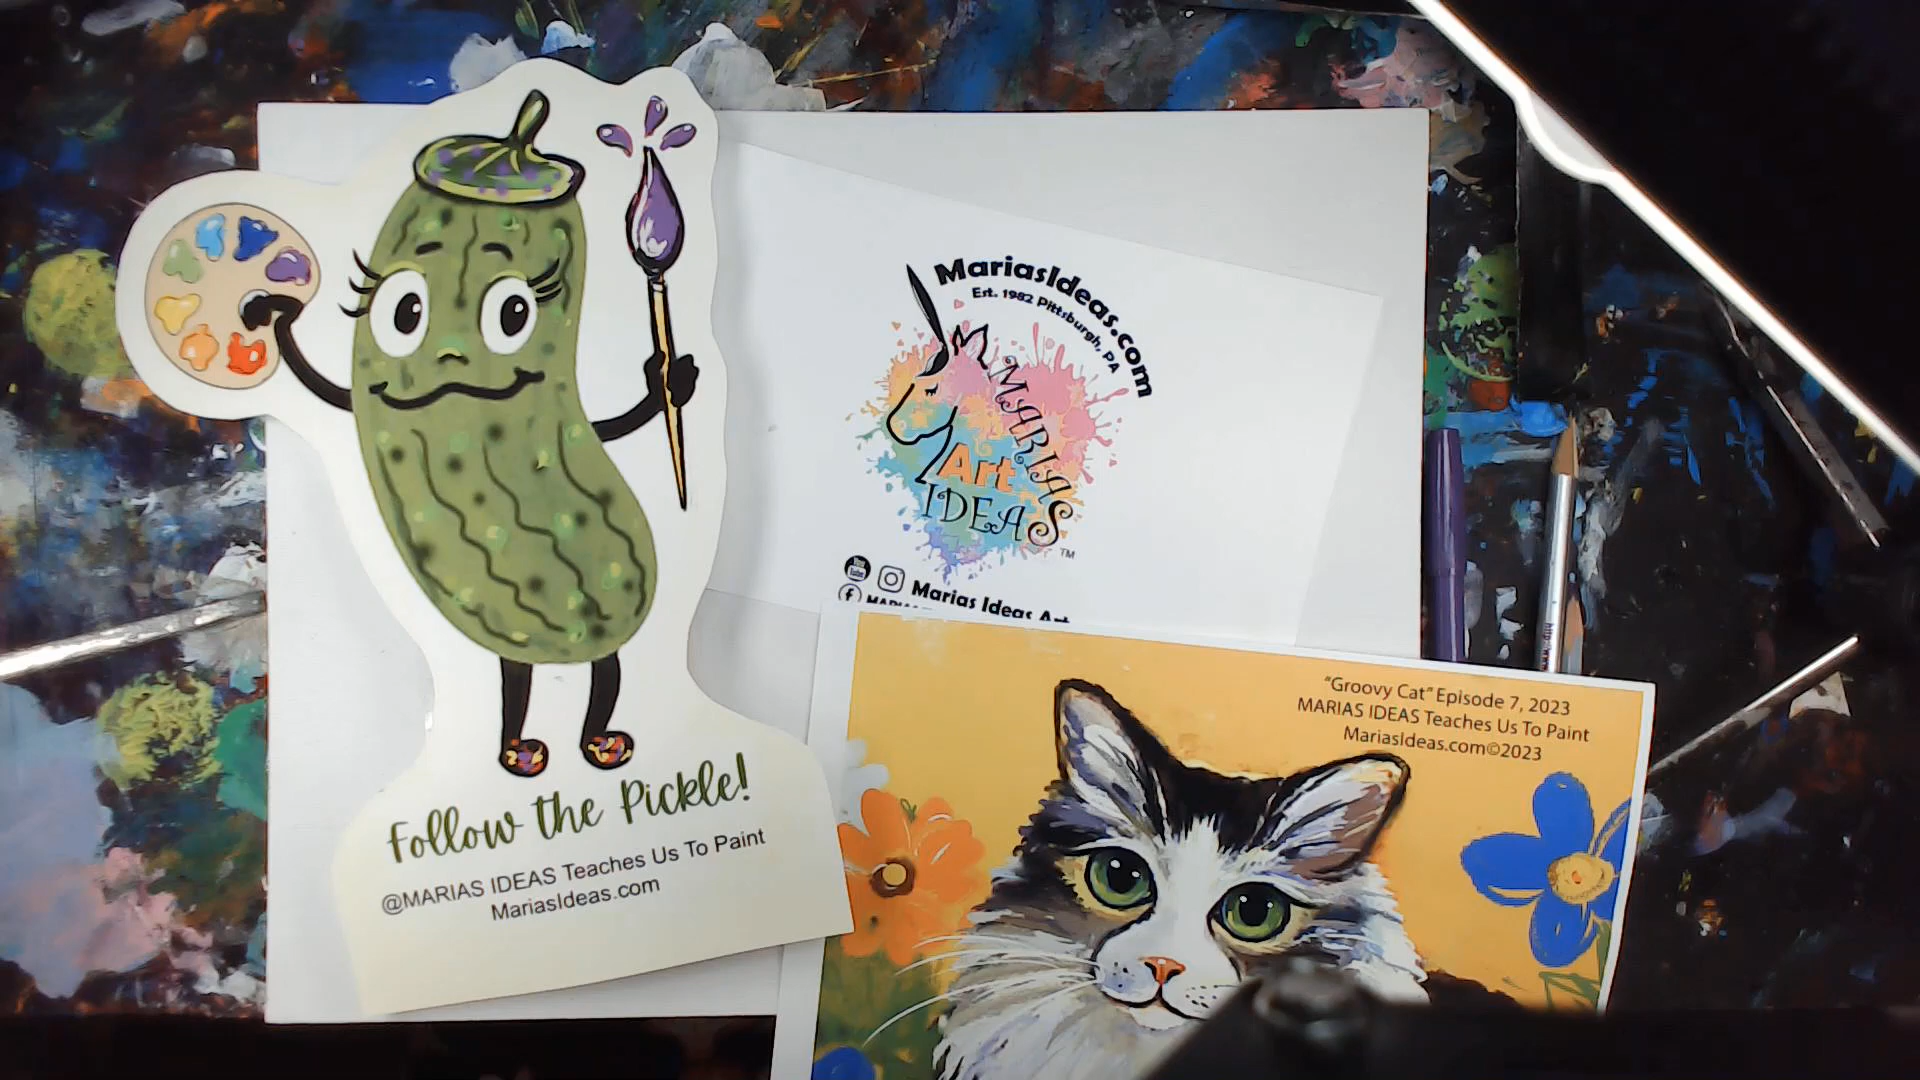 MariasIdeas.com
Est. 1982 Pittsburgh, PA
MARIAS
Art
IDEAS
TM
You
Tube
Marias Ideas Art
f
"Groovy Cat" Episode 7, 2023
MARIAS IDEAS Teaches Us To Paint
MariasIdeas.com©2023
Follow the Pickle!
@MARIAS IDEAS Teaches Us To Paint
MariasIdeas.com